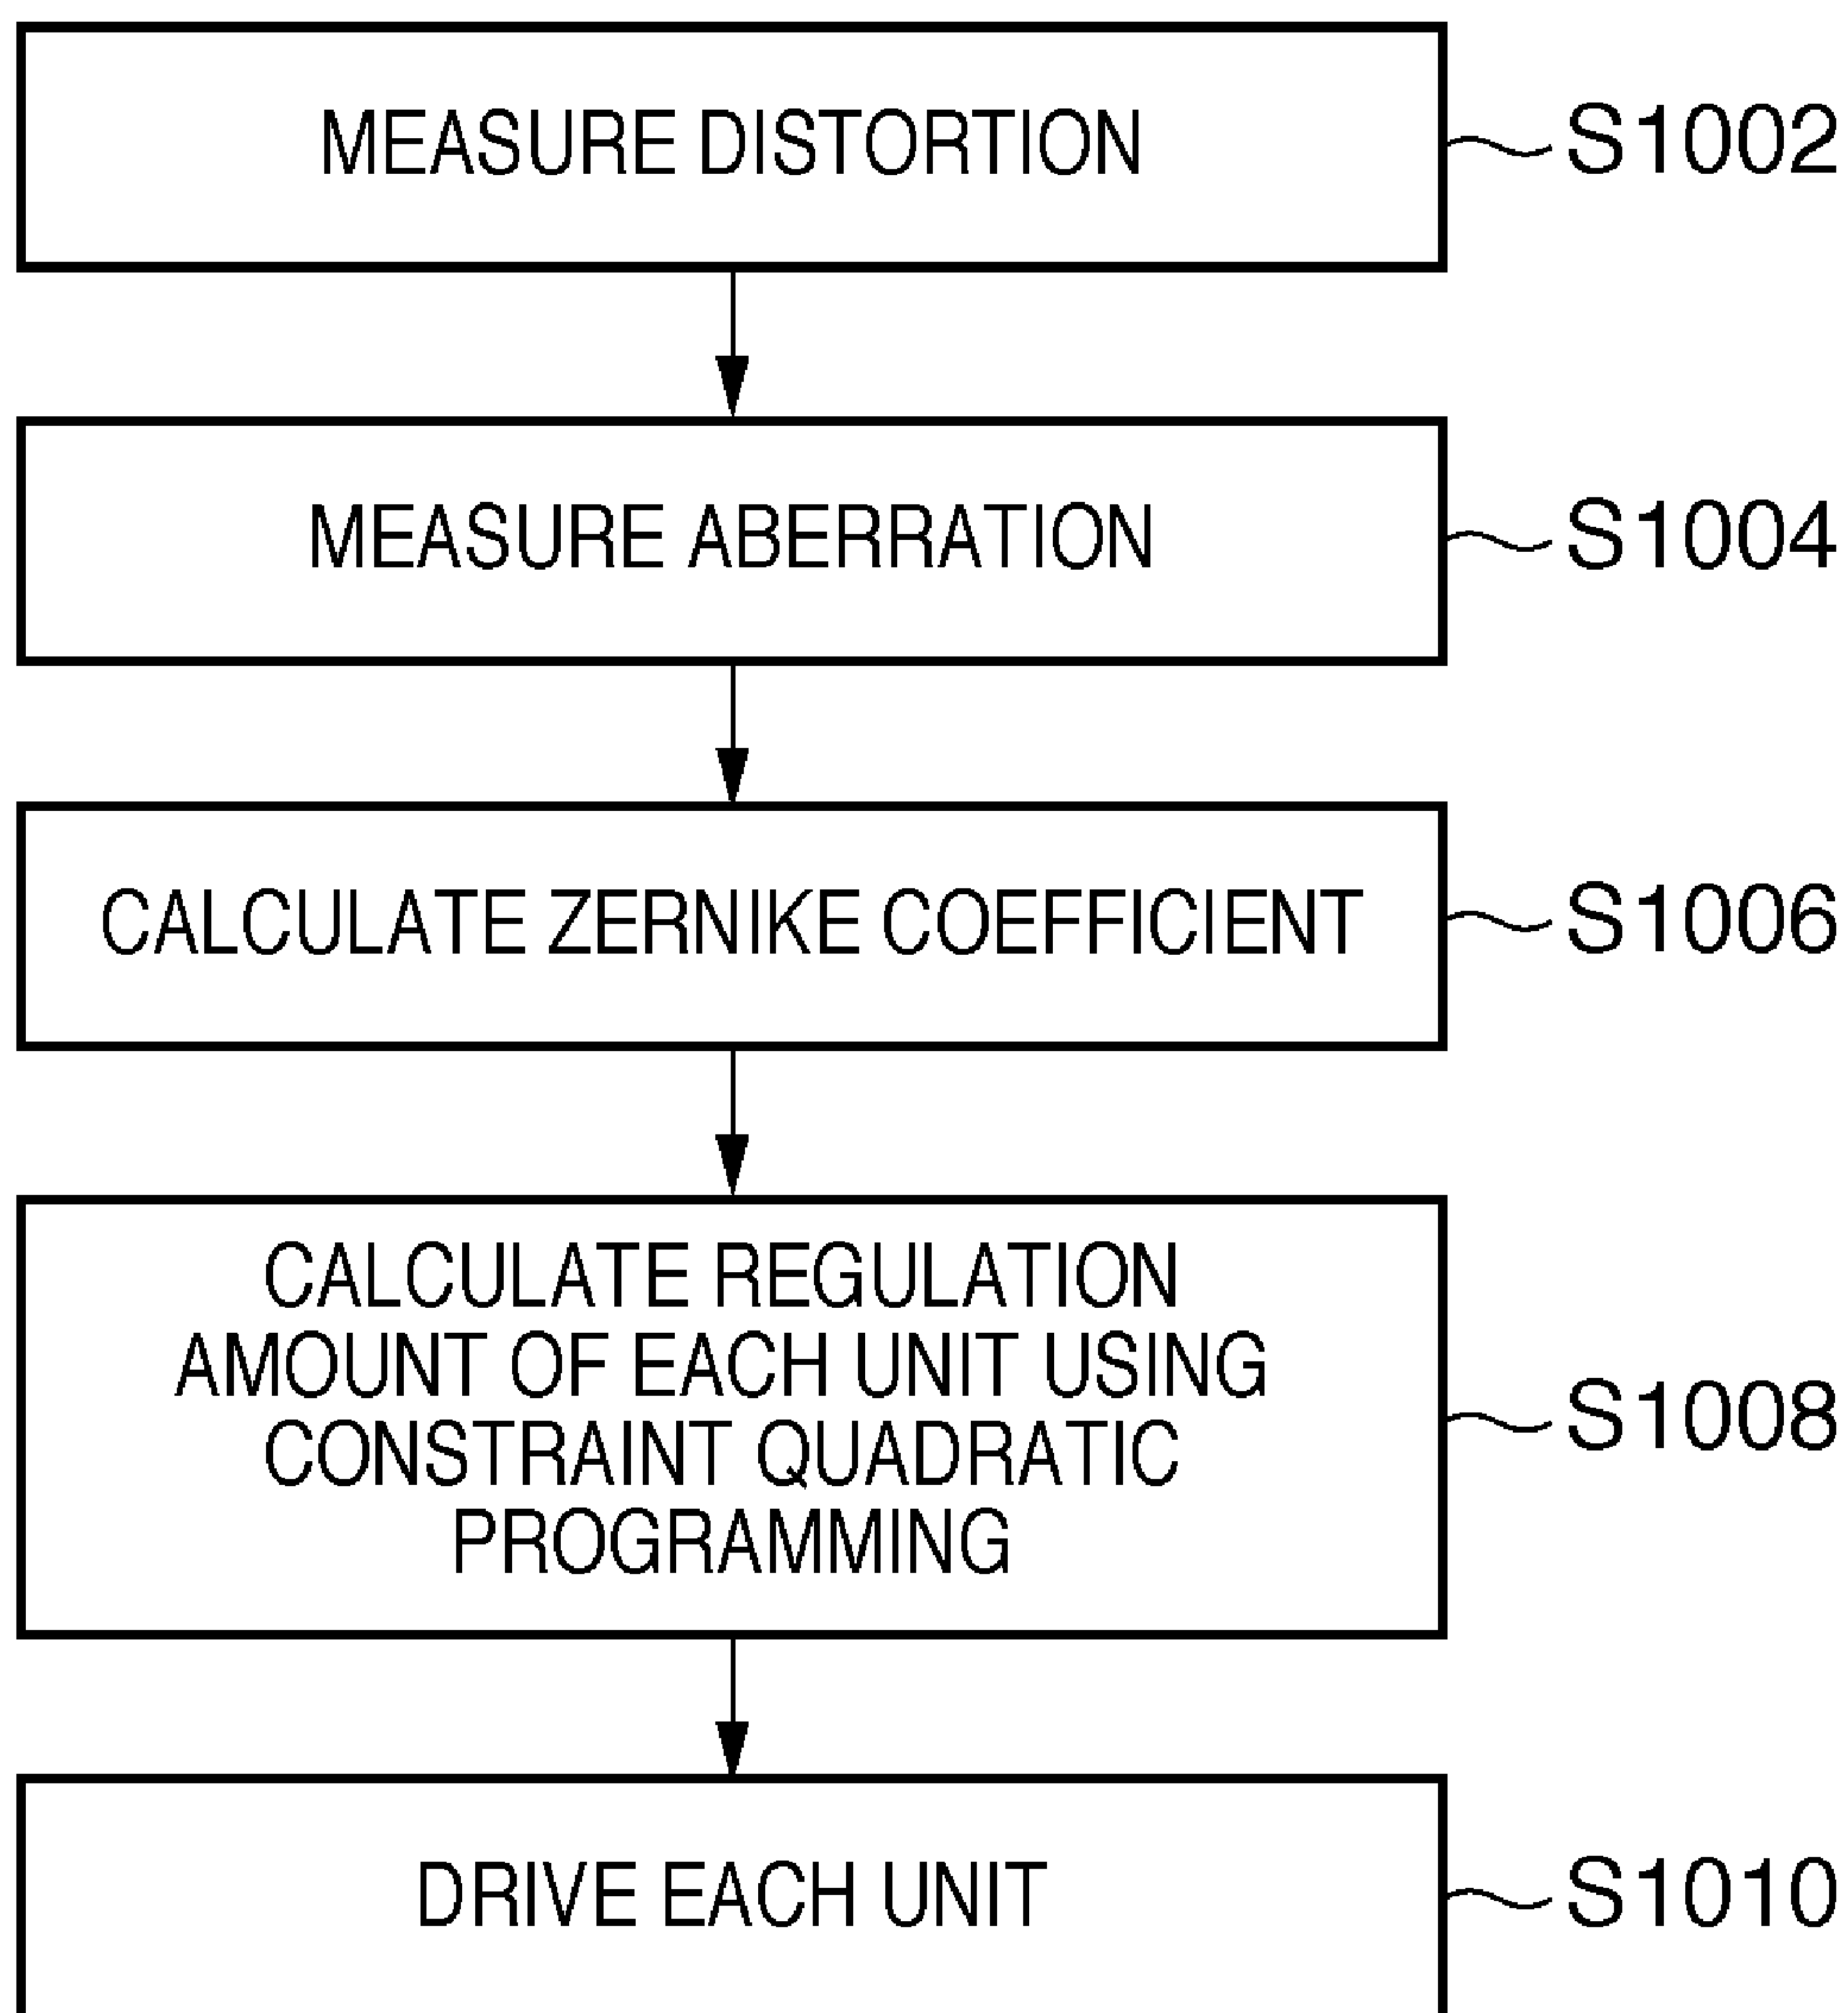 MEASURE DISTORTION
S1002
MEASURE ABERRATION
S1004
CALCULATE ZERNIKE COEFFICIENT
S1006
CALCULATE REGULATION
AMOUNT OF EACH UNIT USING
CONSTRAINT QUADRATIC
PROGRAMMING
S1008
DRIVE EACH UNIT
S1010